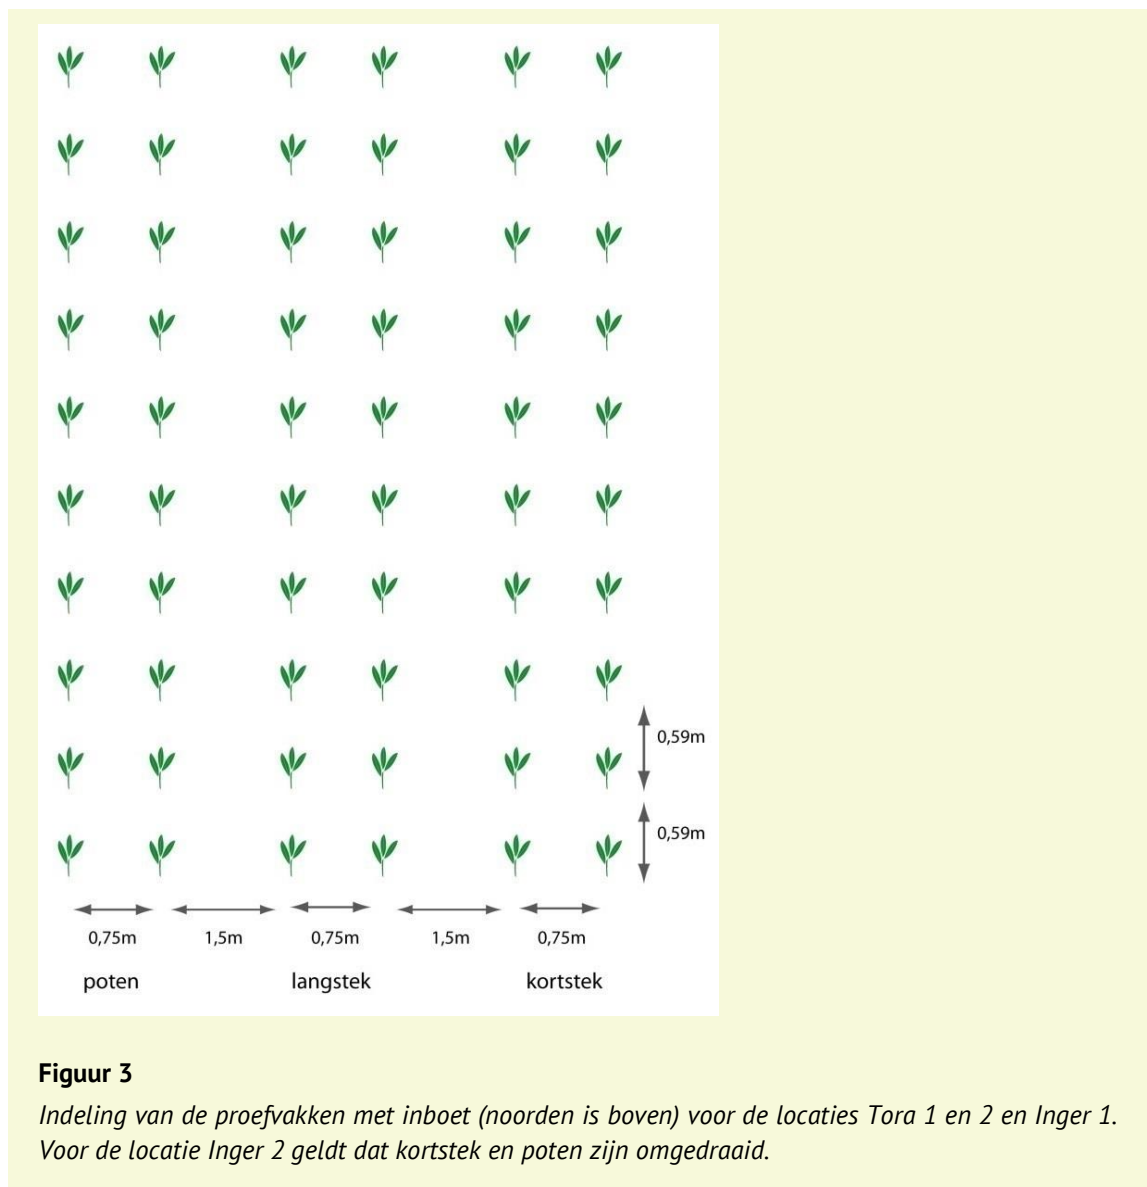 0,59m
0,59m
0,75m 1,5m 0,75m 1,5m 0,75m
poten langstek kortstek
Figuur 3
Indeling van de proefvakken met inboet (noorden is boven) voor de locaties Tora 1 en 2 en Inger 1.
Voor de locatie Inger 2 geldt dat kortstek en poten zijn omgedraaid.